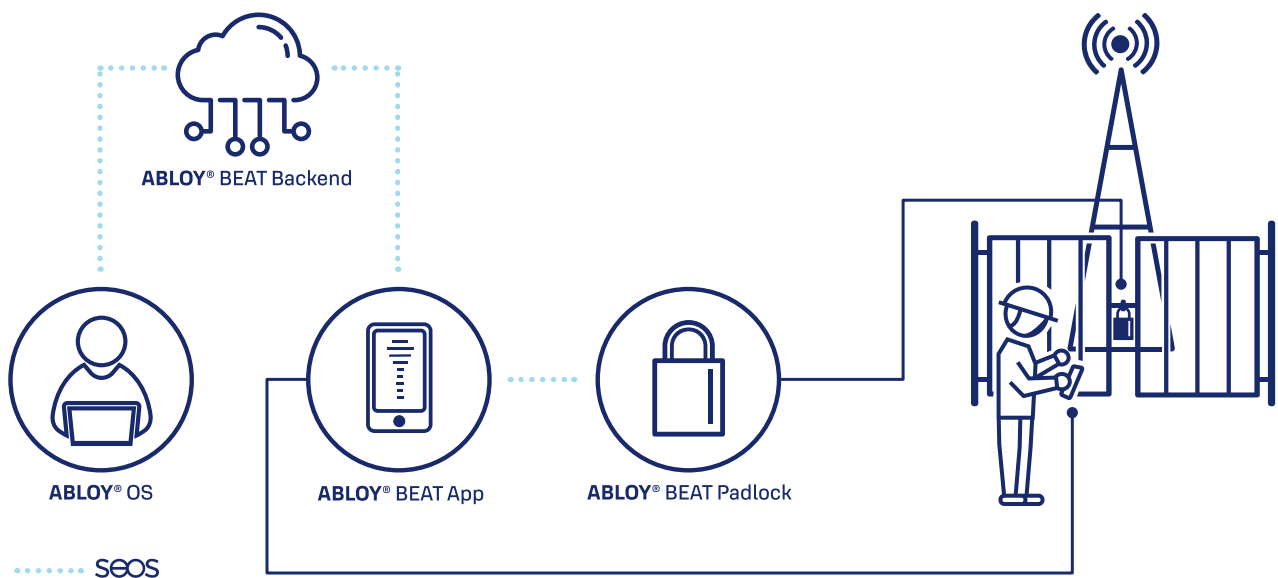 ABLOY® BEAT Backend
ABLOY® OS
ABLOY® BEAT App
ABLOY® BEAT Padlock
SEOS